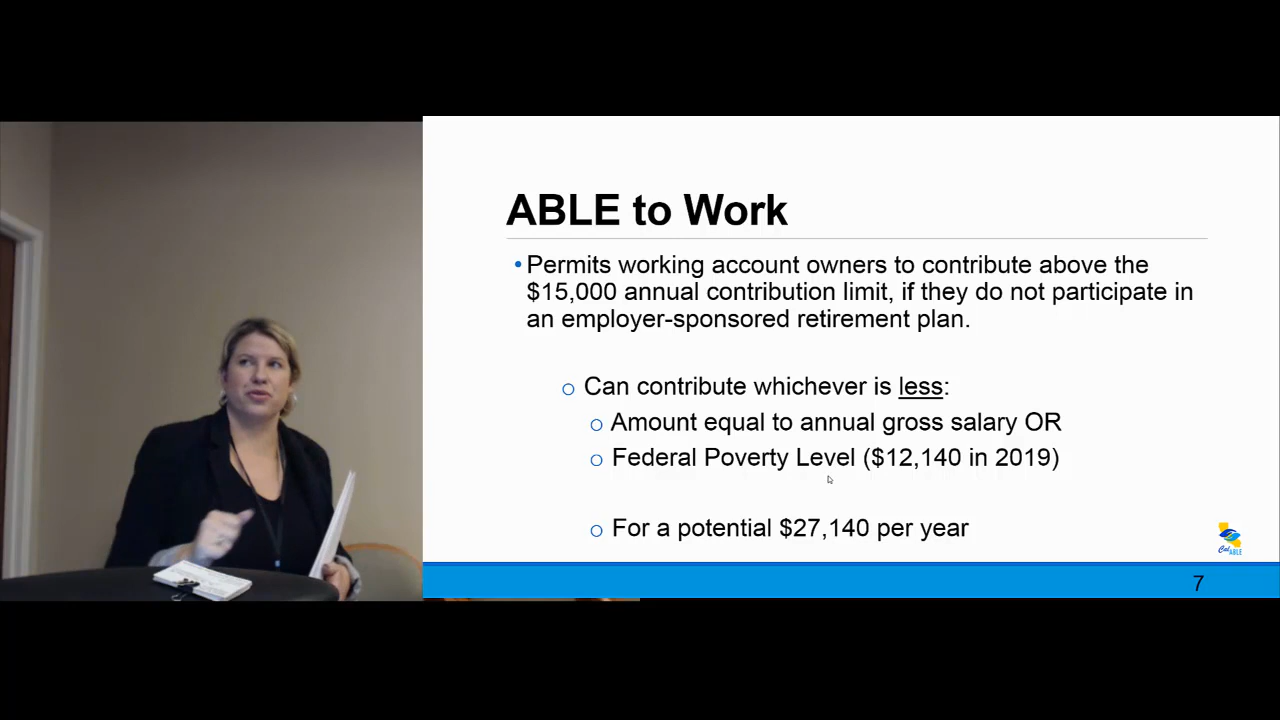 ABLE to Work
•Permits working account owners to contribute above the
$15,000 annual contribution limit, if they do not participate in
an employer-sponsored retirement plan.
o Can contribute whichever is less:
o Amount equal to annual gross salary OR
o Federal Poverty Level ($12,140 in 2019)
o For a potential $27,140 per year
CalABLE
7